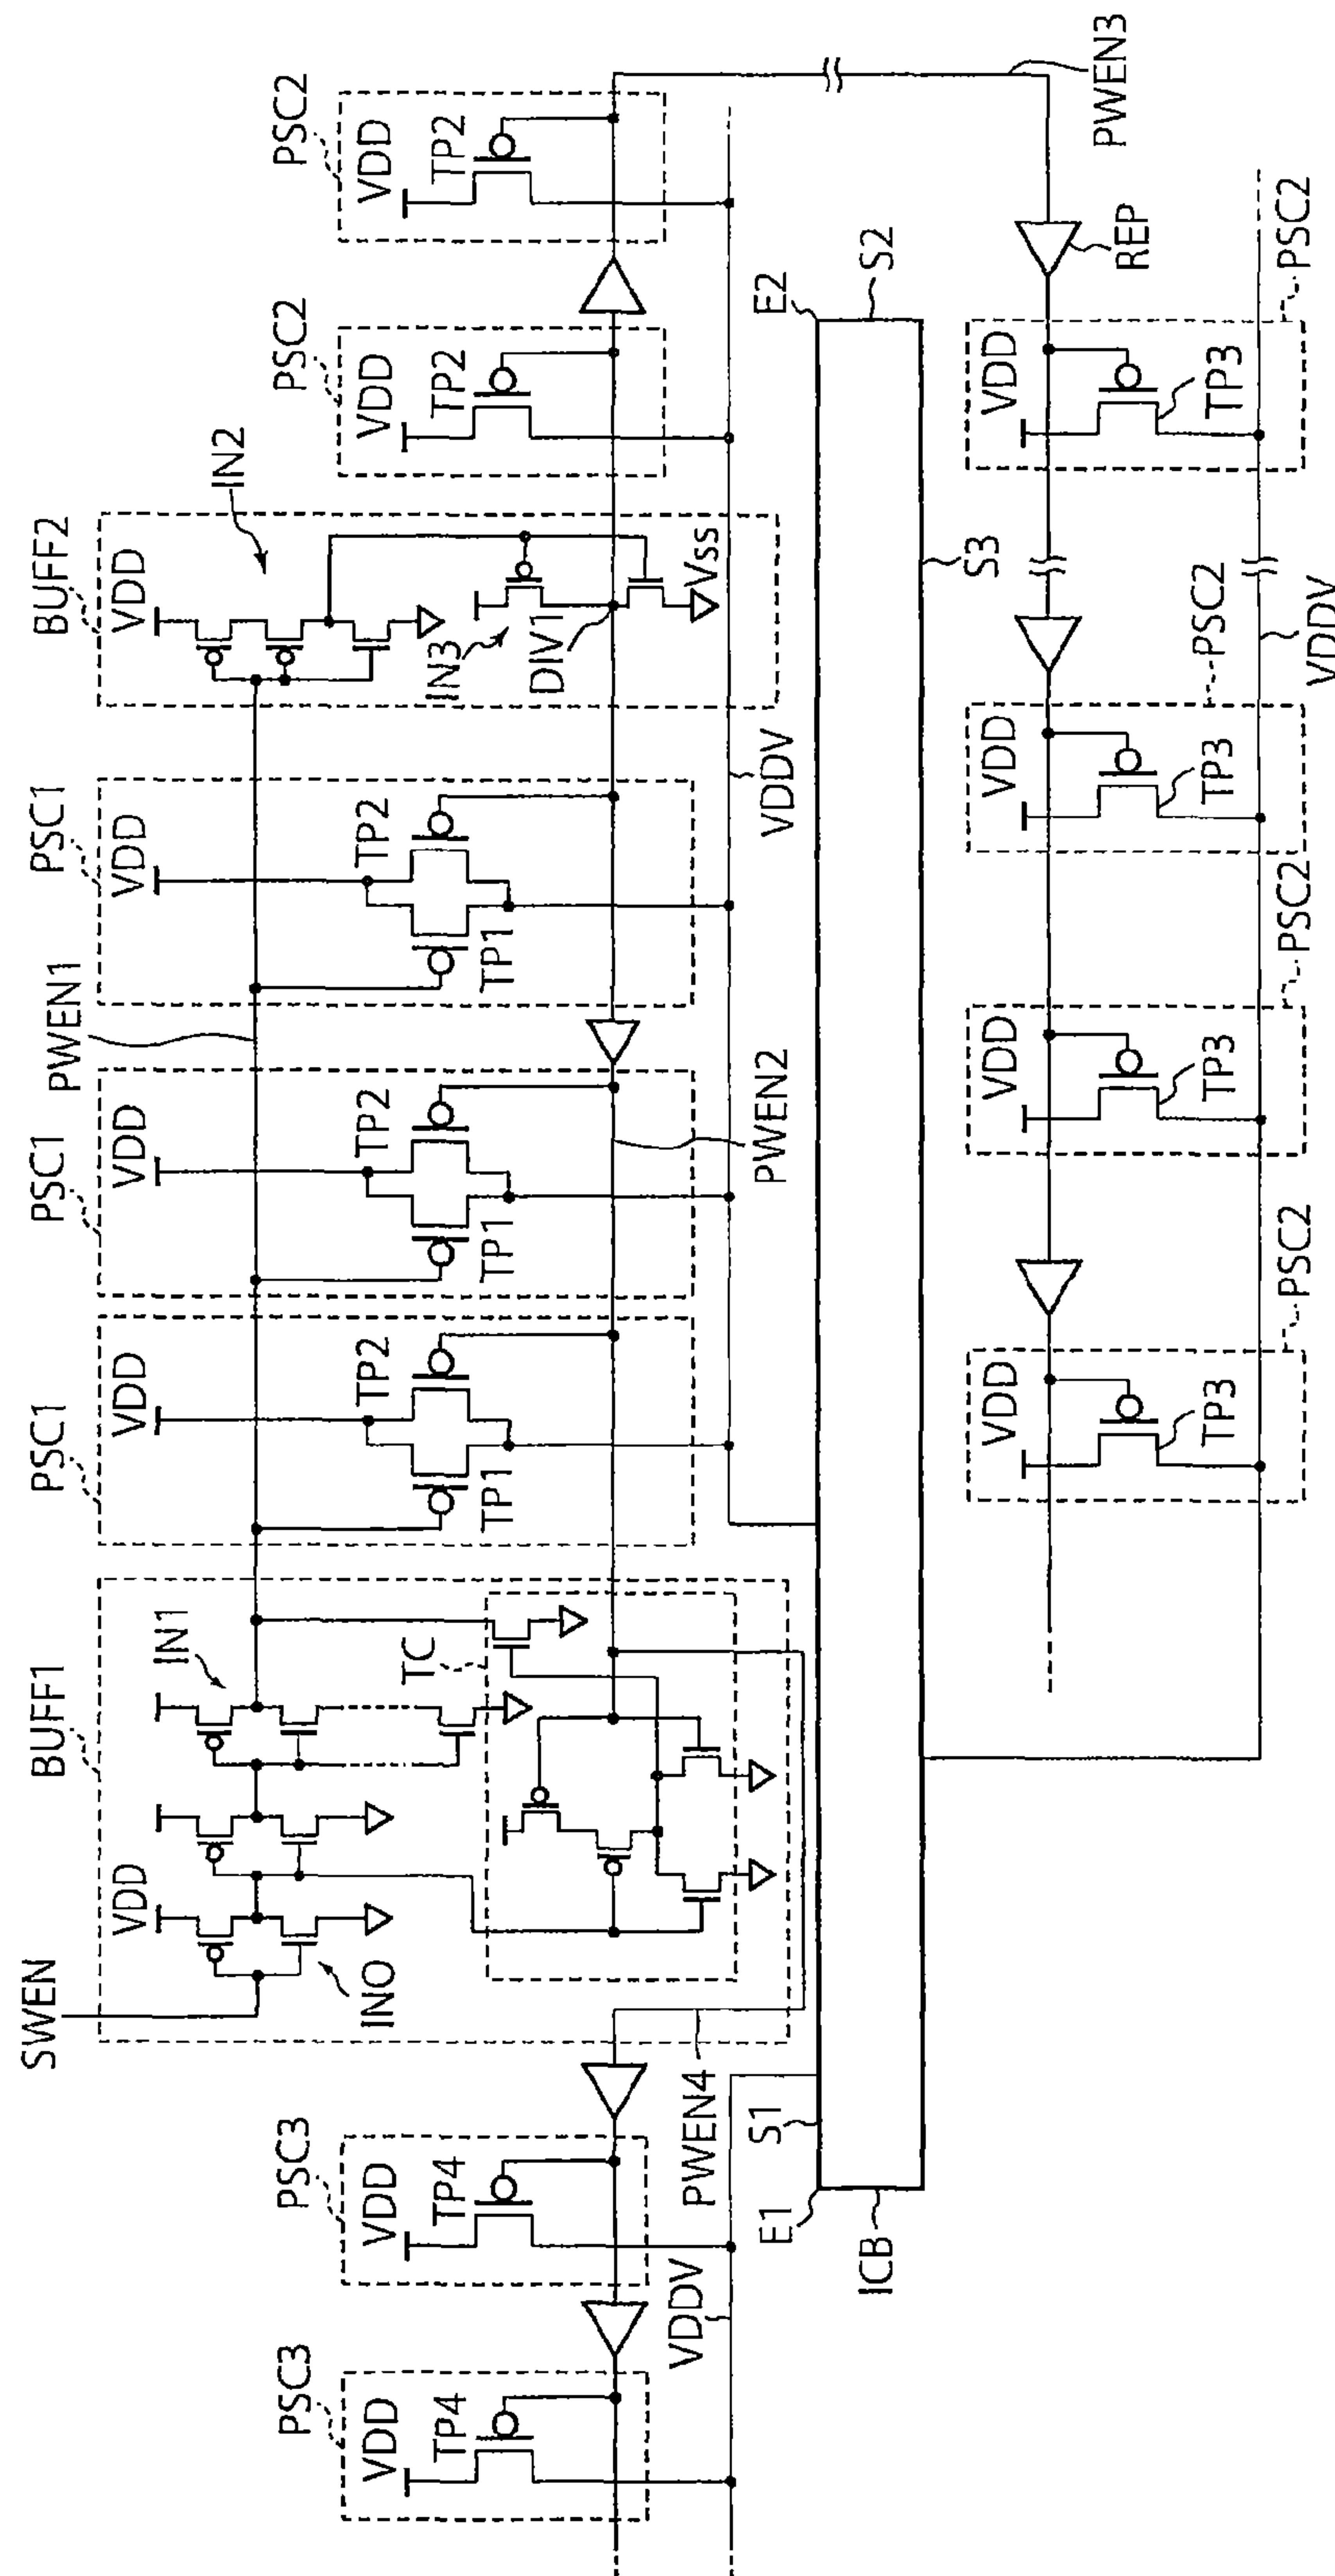 SWEN
BUFF1
VDD
IN1
IN0
TC
PSC1
VDD
TP2
TP1
PSC1
VDD
TP2
TP1
PWEN1
PSC1
VDD
TP2
TP1
BUFF2
VDD
IN2
IN3
DIV1
Vss
PSC2
VDD
TP2
PSC2
VDD
TP2
PSC3
VDD
TP4
PSC3
VDD
TP4
VDDV
PWEN4
PWEN2
VDDV
E1
S1
ICB
E2
S2
S3
PWEN3
REP
PSC2
VDD
TP3
PSC2
VDD
TP3
PSC2
VDD
TP3
PSC2
VDD
TP3
VDDV